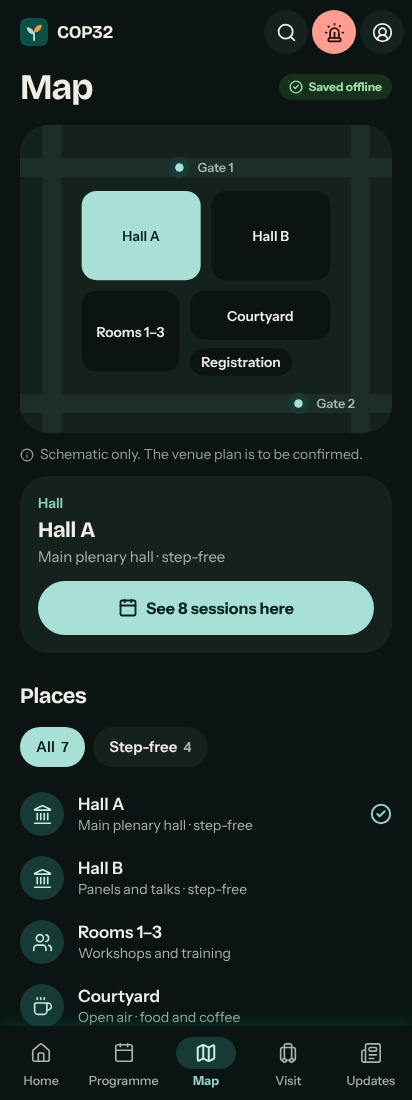 COP32
Map
Saved offline
Gate 1
Hall A
Hall B
Rooms 1–3
Courtyard
Registration
Gate 2
Schematic only. The venue plan is to be confirmed.
Hall
Hall A
Main plenary hall · step-free
See 8 sessions here
Places
All 7
Step-free 4
Hall A
Main plenary hall · step-free
Hall B
Panels and talks · step-free
Rooms 1–3
Workshops and training
Courtyard
Open air · food and coffee
Home
Programme
Map
Visit
Updates